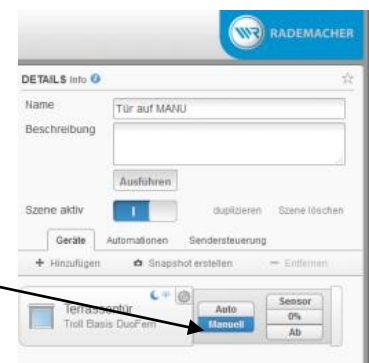 WR RADEMACHER
DETAILS Info
Name Tür auf MANU
Beschreibung
Ausführen
Szene aktiv I duplizieren Szene löschen
Geräte Automationen Sendersteuerung
+ Hinzufügen Snapshot erstellen − Entfernen
Terrassentür
Troll Basis DuoFern
Auto
Manuell
Sensor
0%
Ab